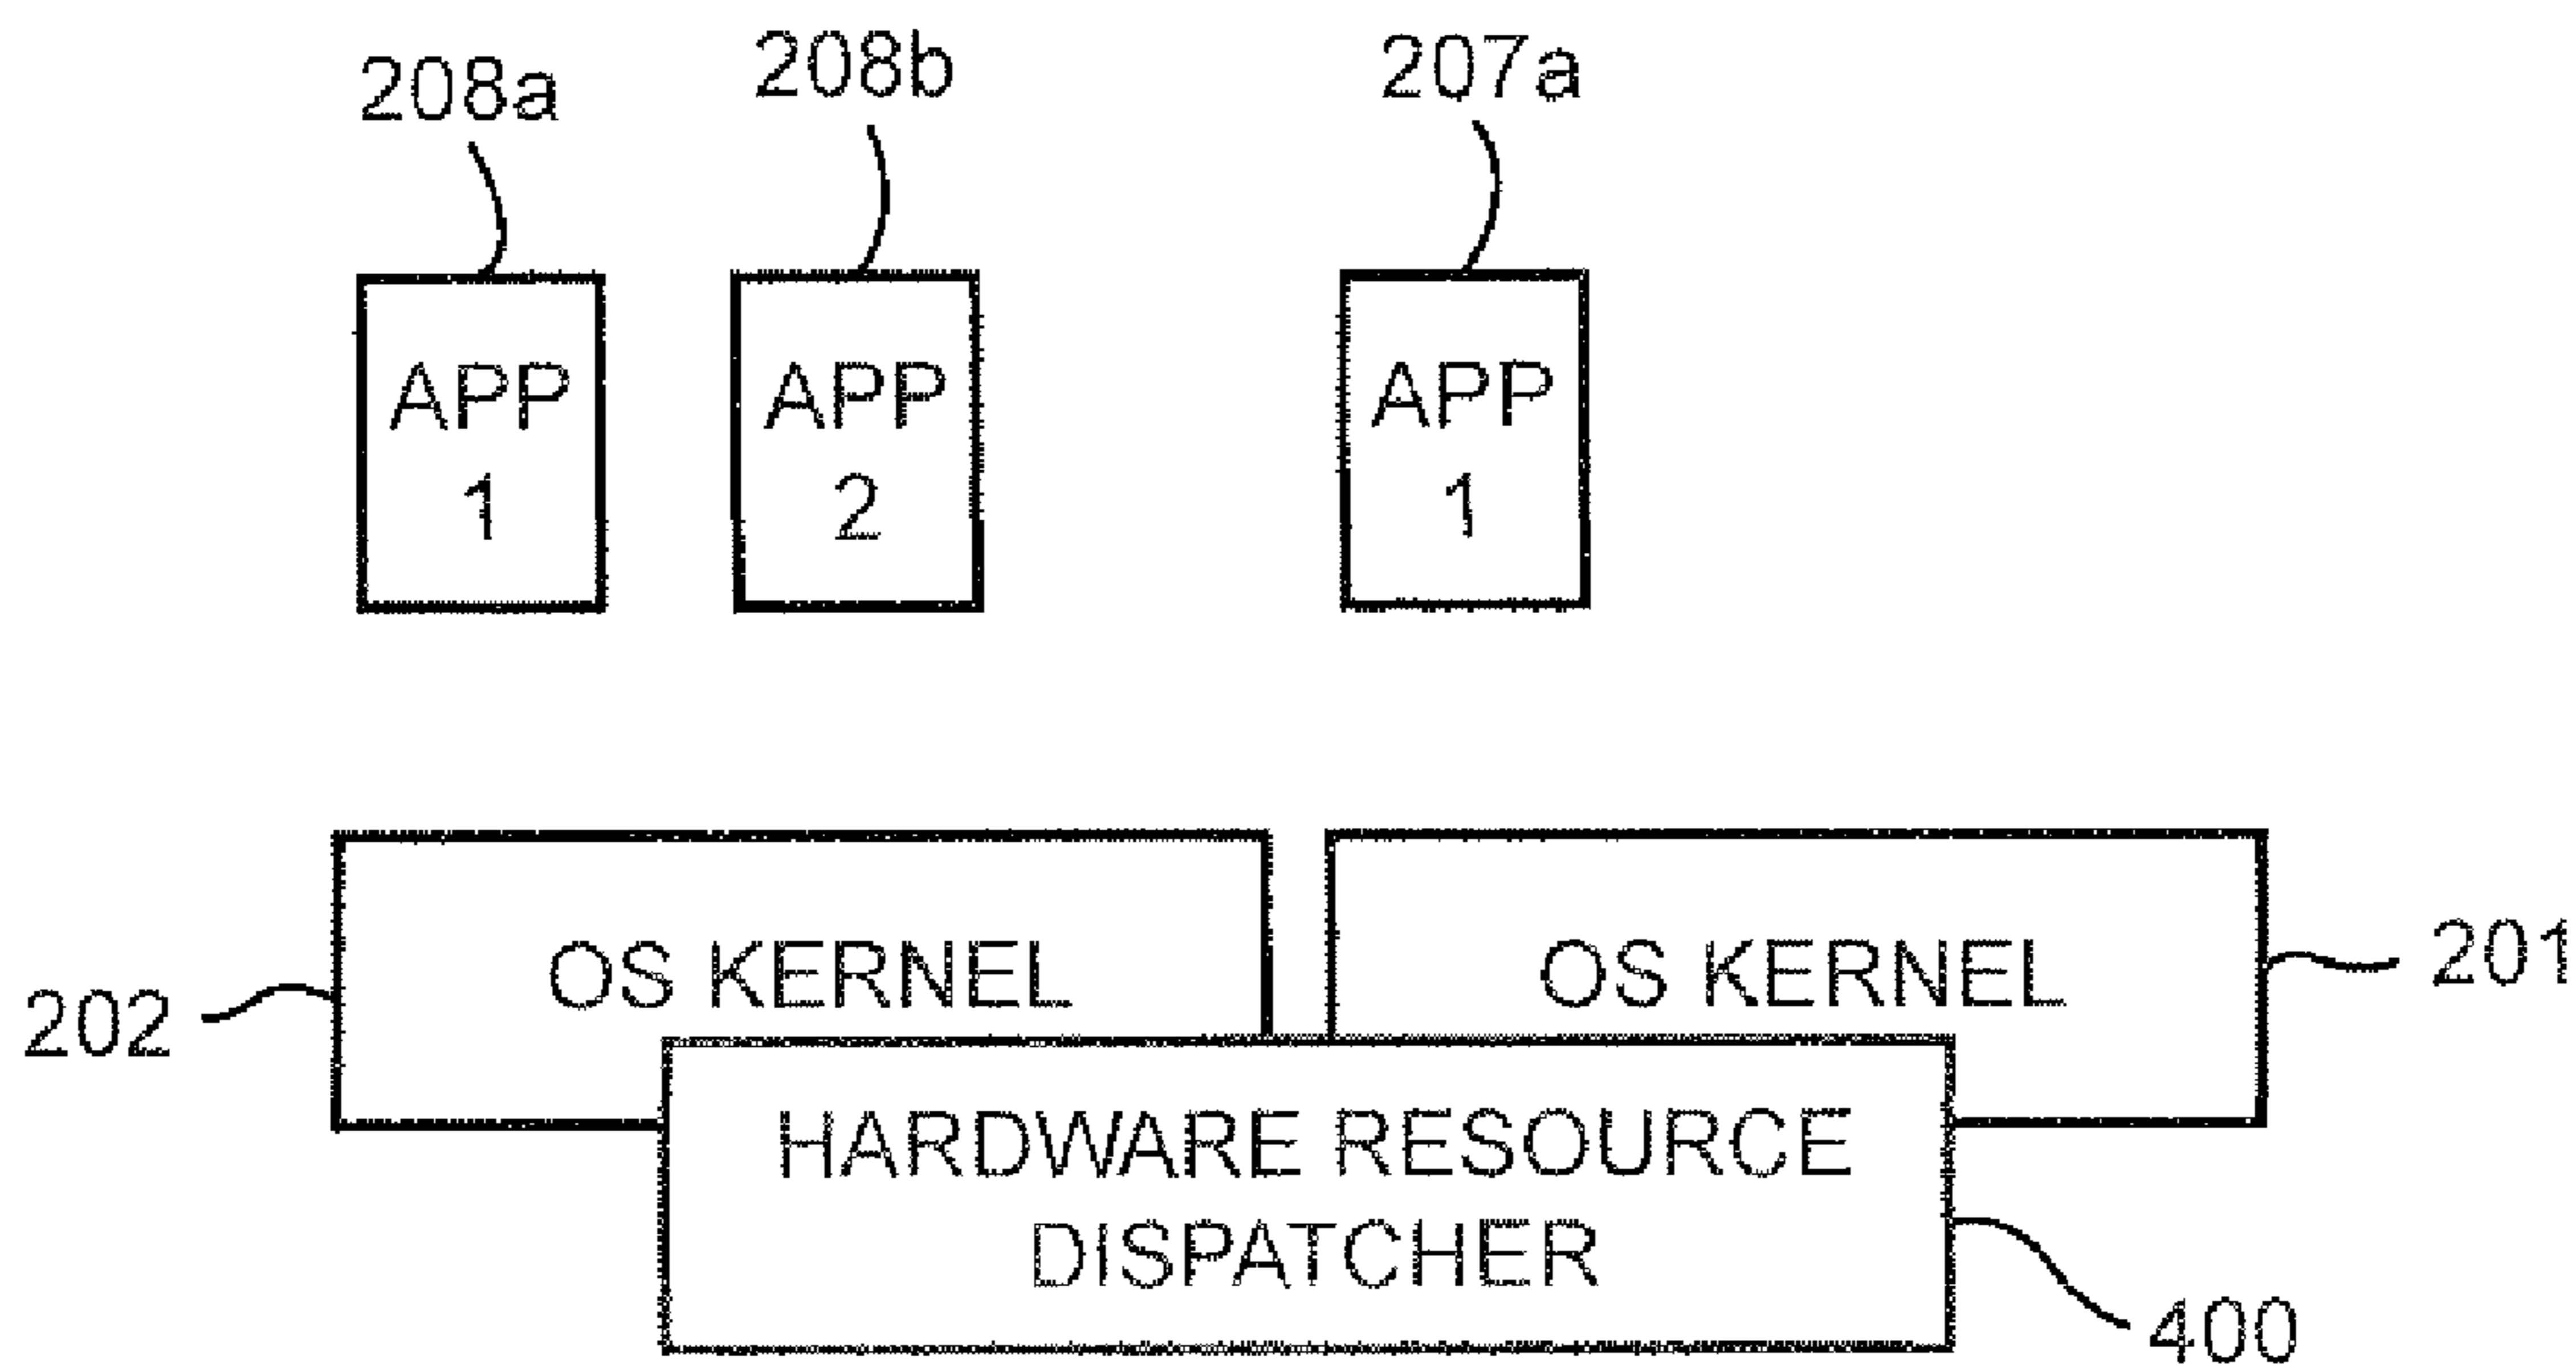 208a
208b
207a
APP
1
APP
2
APP
1
OS KERNEL
OS KERNEL
202
201
HARDWARE RESOURCE
DISPATCHER
400